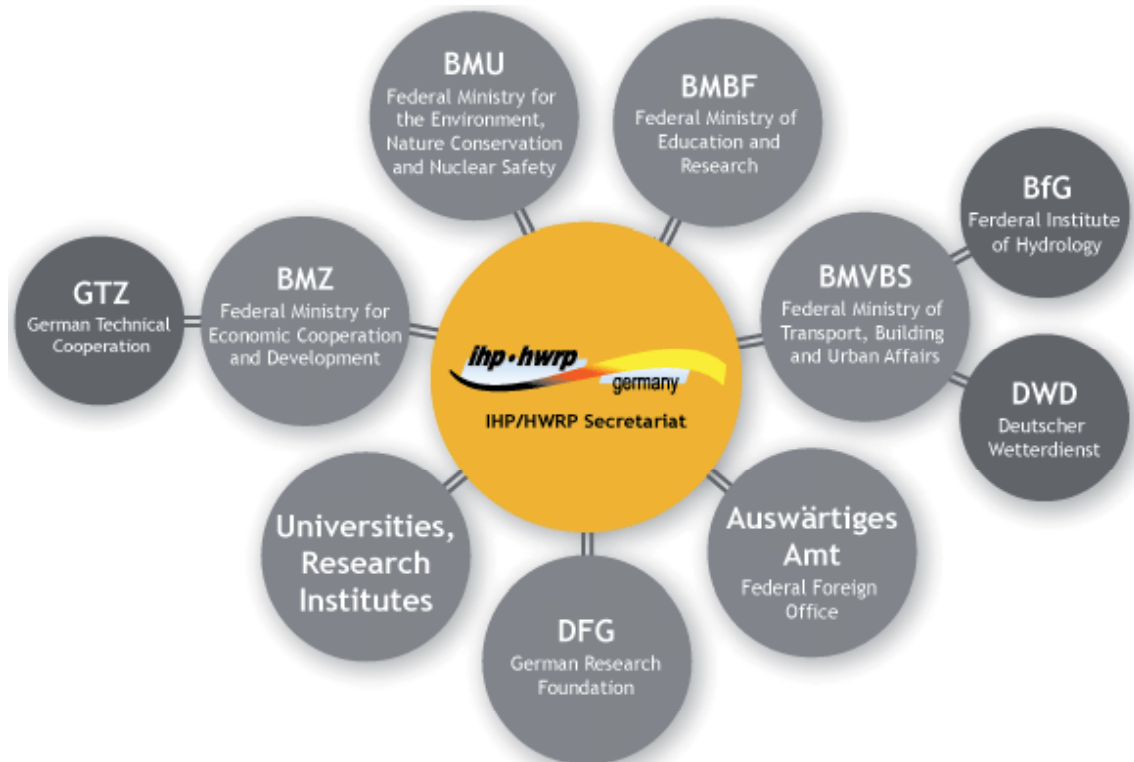 BMU
Federal Ministry for
the Environment,
Nature Conservation
and Nuclear Safety
BMBF
Federal Ministry of
Education and
Research
BfG
Ferderal Institute
of Hydrology
GTZ
German Technical
Cooperation
BMZ
Federal Ministry for
Economic Cooperation
and Development
BMVBS
Federal Ministry of
Transport, Building
and Urban Affairs
ihp•hwrp
germany
IHP/HWRP Secretariat
DWD
Deutscher
Wetterdienst
Universities,
Research
Institutes
Auswärtiges
Amt
Federal Foreign
Office
DFG
German Research
Foundation